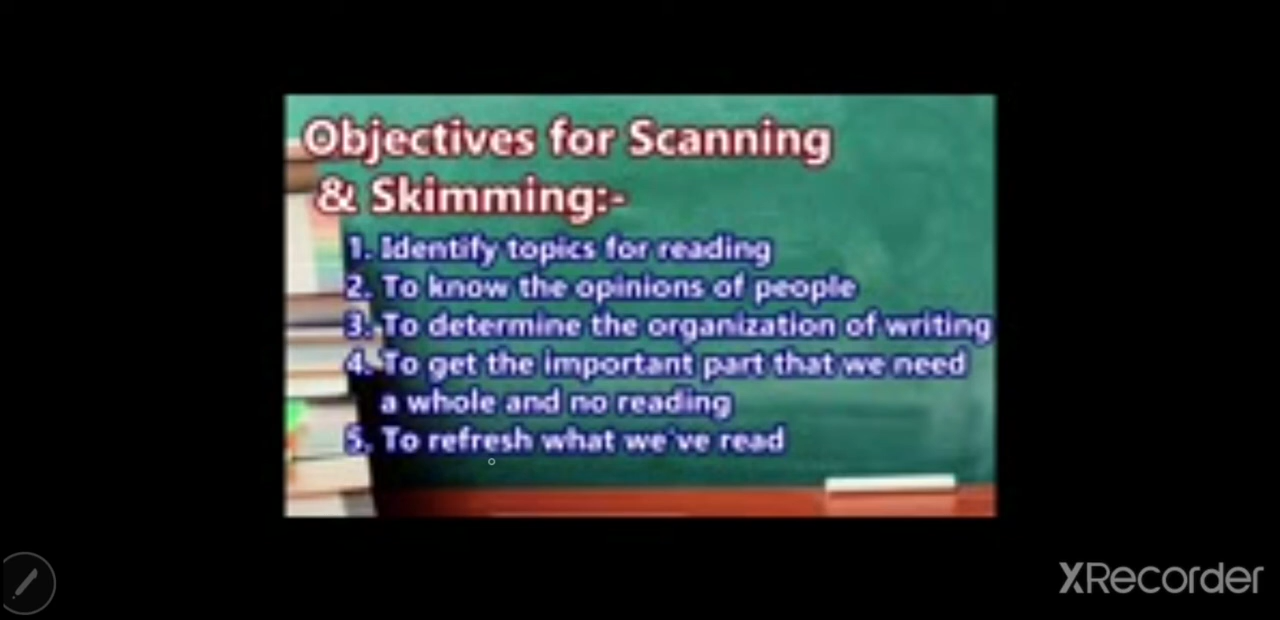 Objectives for Scanning
& Skimming:-
1. Identify topics for reading
2. To know the opinions of people
3. To determine the organization of writing
4. To get the important part that we need
a whole and no reading
5. To refresh what we've read
XRecorder